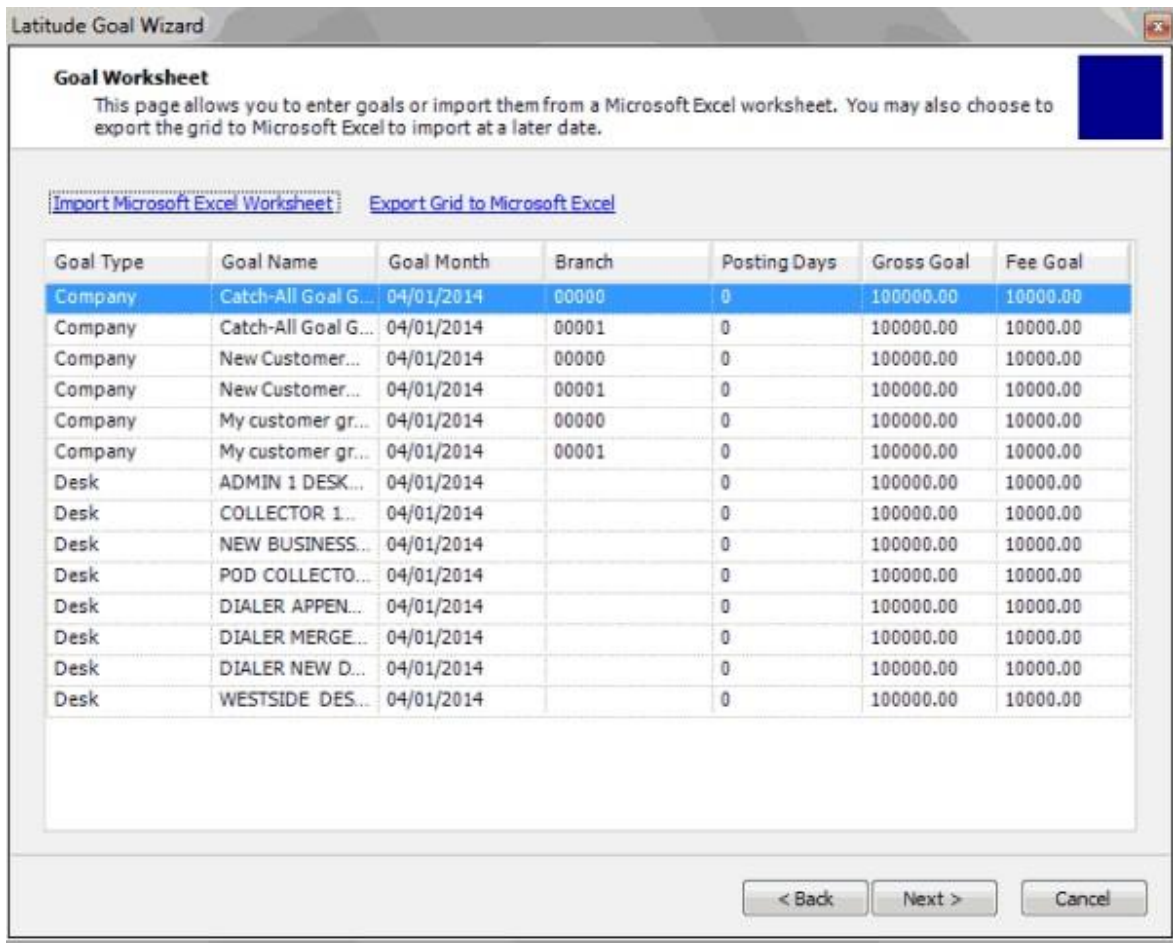 Latitude Goal Wizard
Goal Worksheet
This page allows you to enter goals or import them from a Microsoft Excel worksheet. You may also choose to
export the grid to Microsoft Excel to import at a later date.
Import Microsoft Excel Worksheet Export Grid to Microsoft Excel
Goal Type Goal Name Goal Month Branch Posting Days Gross Goal Fee Goal
Company Catch-All Goal G... 04/01/2014 00000 0 100000.00 10000.00
Company Catch-All Goal G... 04/01/2014 00001 0 100000.00 10000.00
Company New Customer... 04/01/2014 00000 0 100000.00 10000.00
Company New Customer... 04/01/2014 00001 0 100000.00 10000.00
Company My customer gr... 04/01/2014 00000 0 100000.00 10000.00
Company My customer gr... 04/01/2014 00001 0 100000.00 10000.00
Desk ADMIN 1 DESK... 04/01/2014 0 100000.00 10000.00
Desk COLLECTOR 1... 04/01/2014 0 100000.00 10000.00
Desk NEW BUSINESS... 04/01/2014 0 100000.00 10000.00
Desk POD COLLECTO... 04/01/2014 0 100000.00 10000.00
Desk DIALER APPEN... 04/01/2014 0 100000.00 10000.00
Desk DIALER MERGE... 04/01/2014 0 100000.00 10000.00
Desk DIALER NEW D... 04/01/2014 0 100000.00 10000.00
Desk WESTSIDE DES... 04/01/2014 0 100000.00 10000.00
< Back Next > Cancel